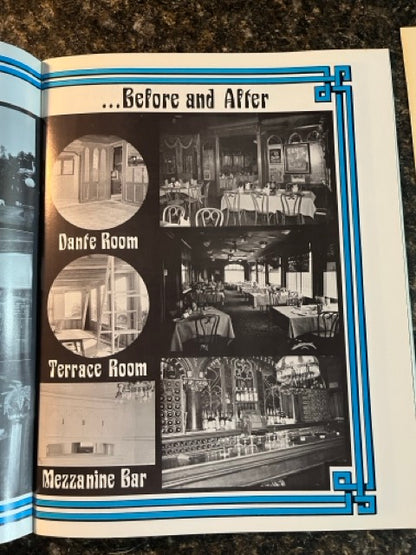 ...Before and After
Dante Room
Terrace Room
Mezzanine Bar